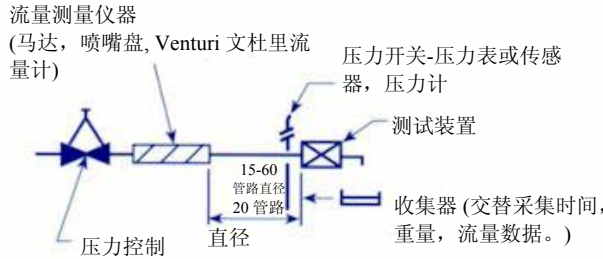 流量测量仪器
(马达，喷嘴盘, Venturi 文杜里流
量计)
压力开关-压力表或传感
器，压力计
测试装置
15-60
管路直径
20 管路
直径
收集器 (交替采集时间，
重量，流量数据。)
压力控制